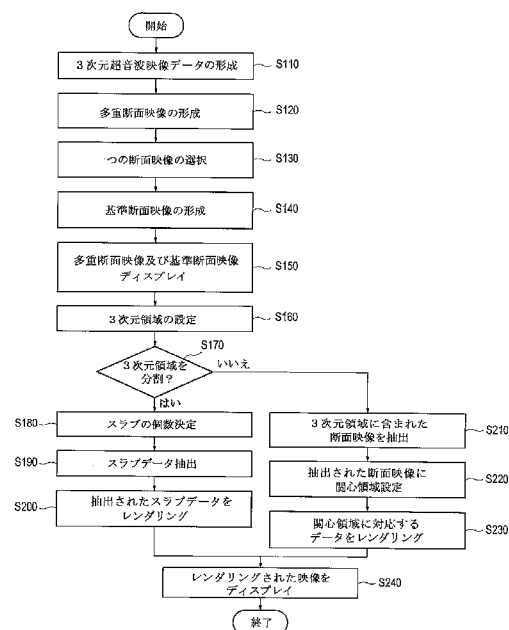 開始
3次元超音波映像データの形成
S110
多重断面映像の形成
S120
一つの断面映像の選択
S130
基準断面映像の形成
S140
多重断面映像及び基準断面映像
ディスプレイ
S150
3次元領域の設定
S160
3次元領域を
分割？
S170
いいえ
はい
S180
スラブの個数決定
S190
スラブデータ抽出
S200
抽出されたスラブデータを
レンダリング
3次元領域に含まれた
断面映像を抽出
S210
抽出された断面映像に
関心領域設定
S220
関心領域に対応する
データをレンダリング
S230
レンダリングされた映像を
ディスプレイ
S240
終了